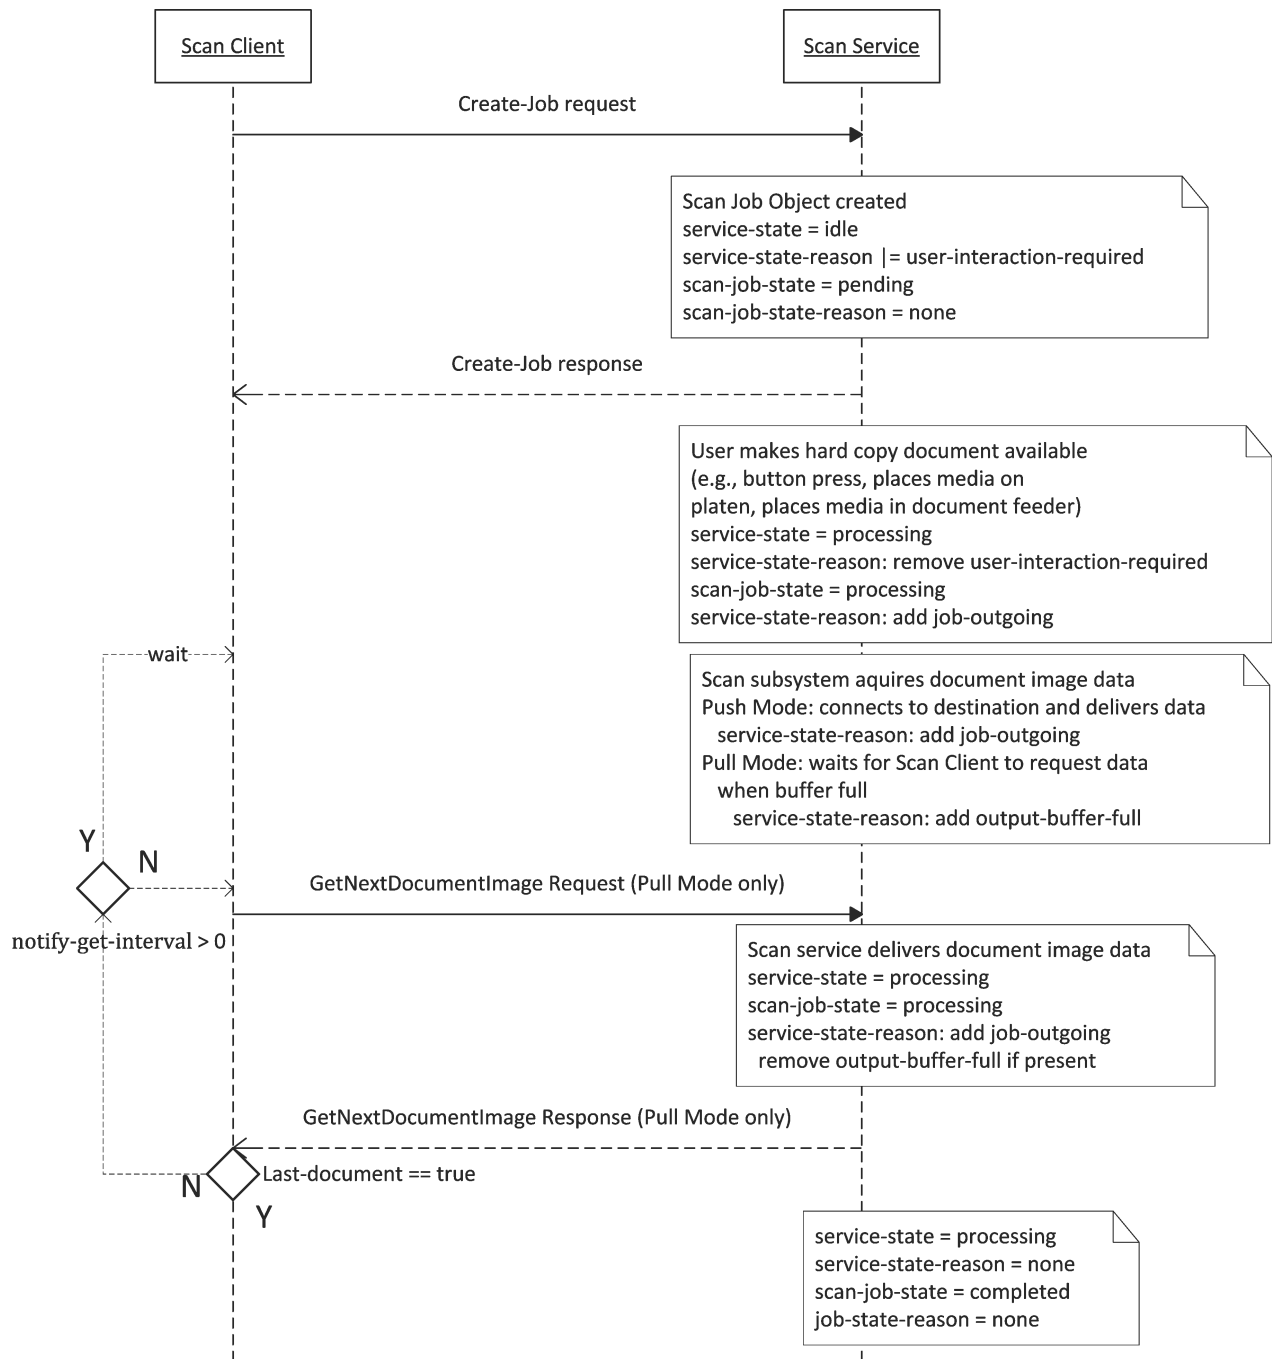 Scan Client
Scan Service
Create-Job request
Scan Job Object created
service-state = idle
service-state-reason |= user-interaction-required
scan-job-state = pending
scan-job-state-reason = none
Create-Job response
User makes hard copy document available
(e.g., button press, places media on
platen, places media in document feeder)
service-state = processing
service-state-reason: remove user-interaction-required
scan-job-state = processing
service-state-reason: add job-outgoing
wait
Scan subsystem aquires document image data
Push Mode: connects to destination and delivers data
service-state-reason: add job-outgoing
Pull Mode: waits for Scan Client to request data
when buffer full
service-state-reason: add output-buffer-full
Y
N
GetNextDocumentImage Request (Pull Mode only)
notify-get-interval > 0
Scan service delivers document image data
service-state = processing
scan-job-state = processing
service-state-reason: add job-outgoing
remove output-buffer-full if present
GetNextDocumentImage Response (Pull Mode only)
Last-document == true
N
Y
service-state = processing
service-state-reason = none
scan-job-state = completed
job-state-reason = none